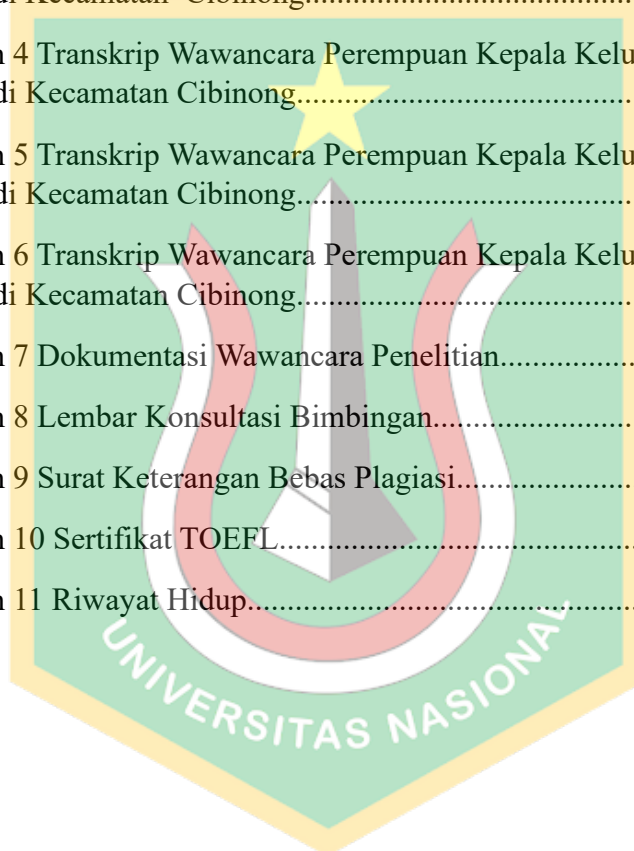 di Kecamatan Cibinong
n 4 Transkrip Wawancara Perempuan Kepala Kelu
di Kecamatan Cibinong
n 5 Transkrip Wawancara Perempuan Kepala Kelu
di Kecamatan Cibinong
n 6 Transkrip Wawancara Perempuan Kepala Kelu
di Kecamatan Cibinong
n 7 Dokumentasi Wawancara Penelitian
n 8 Lembar Konsultasi Bimbingan
n 9 Surat Keterangan Bebas Plagiasi
n 10 Sertifikat TOEFL
n 11 Riwayat Hidup
UNIVERSITAS NASIONAL